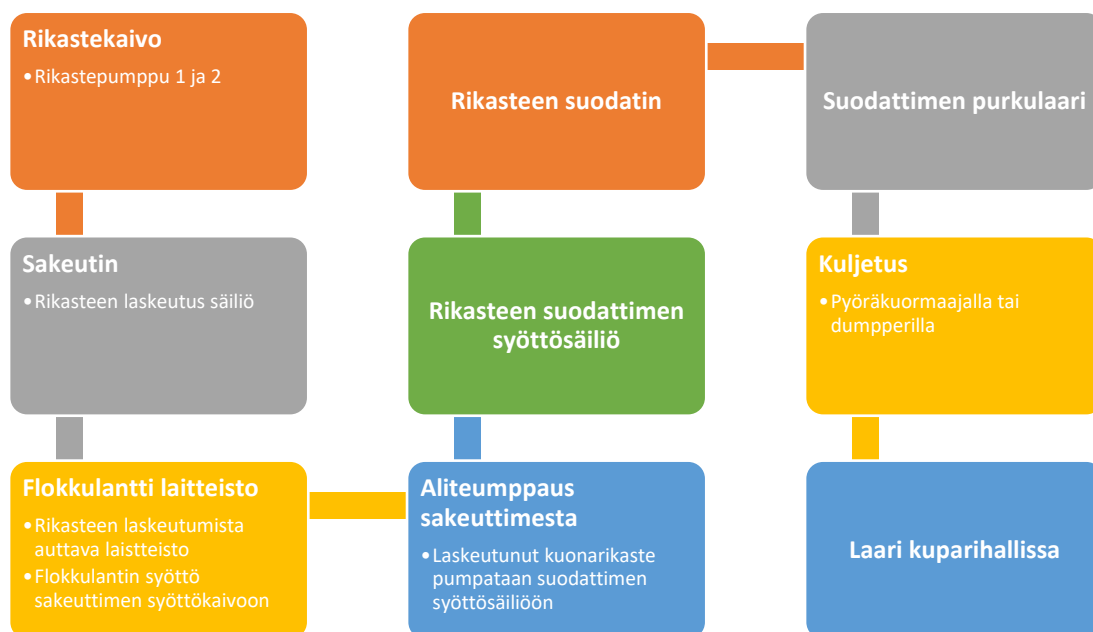 Rikastekaivo
•Rikastepumppu 1 ja 2
Sakeutin
•Rikasteen laskeutus säiliö
Flokkulantti laitteisto
•Rikasteen laskeutumista
auttava laistteisto
•Flokkulantin syöttö
sakeuttimen syöttökaivoon
Aliteumppaus
sakeuttimesta
•Laskeutunut kuonarikaste
pumpataan suodattimen
syöttösäiliöön
Rikasteen suodattimen
syöttösäiliö
Rikasteen suodatin
Suodattimen purkulaari
Kuljetus
•Pyöräkuormaajalla tai
dumpperilla
Laari kuparihallissa